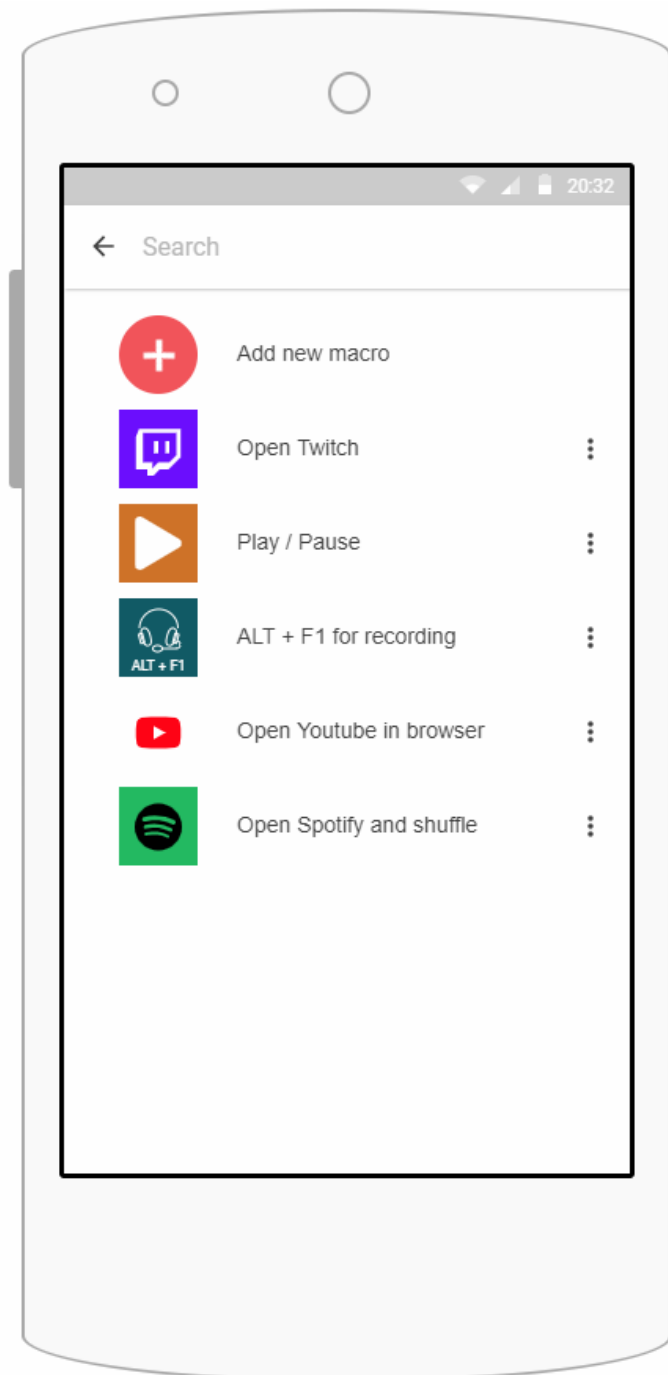 20:32
Search
Add new macro
Open Twitch
Play / Pause
ALT + F1
ALT + F1 for recording
Open Youtube in browser
Open Spotify and shuffle